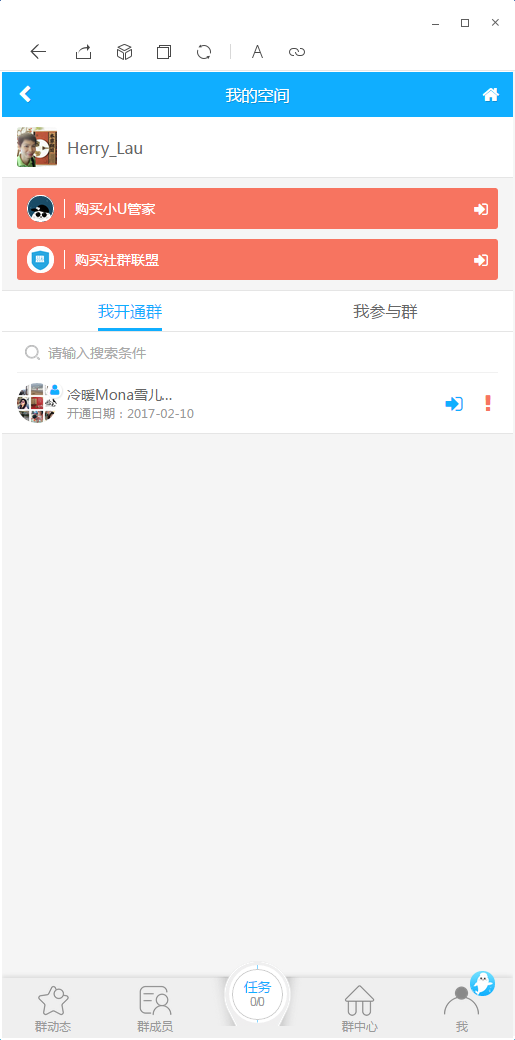 A
我的空间
Herry_Lau
购买小U管家
购买社群联盟
我开通群
我参与群
请输入搜索条件
冷暖Mona雪儿...
开通日期：2017-02-10
任务
0/0
群动态
群成员
群中心
我